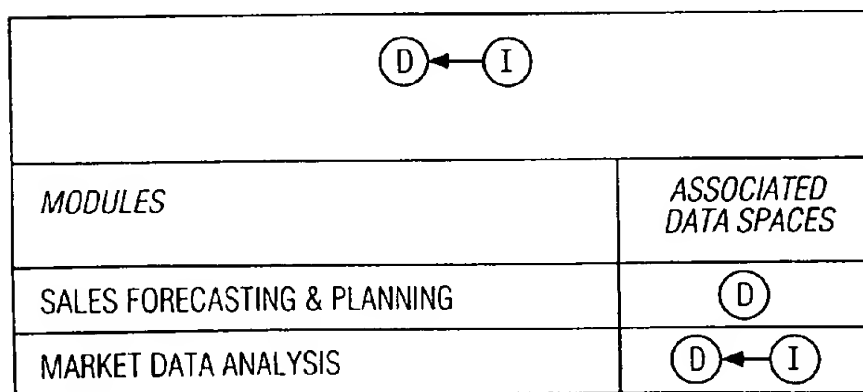 D I
MODULES
ASSOCIATED
DATA SPACES
SALES FORECASTING & PLANNING D
MARKET DATA ANALYSIS D I